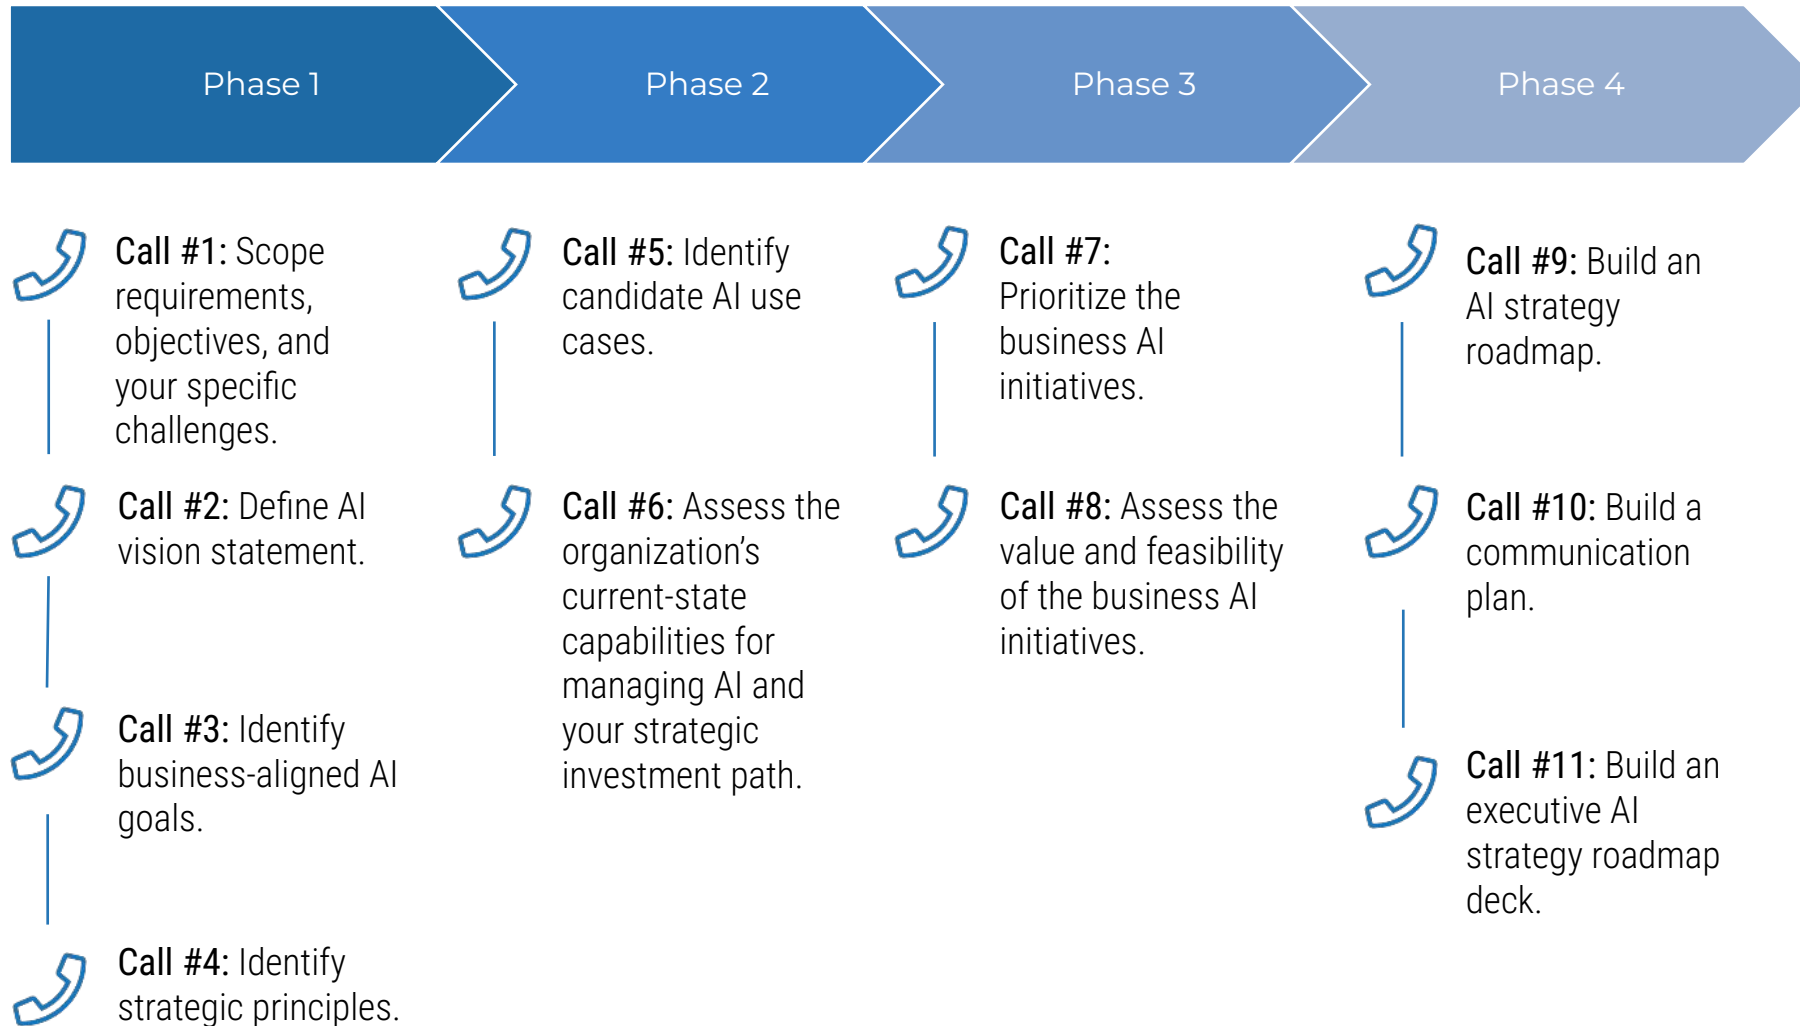 Phase 1
Phase 2
Phase 3
Phase 4
Call #1: Scope
requirements,
objectives, and
your specific
challenges.
Call #2: Define AI
vision statement.
Call #3: Identify
business-aligned AI
goals.
Call #4: Identify
strategic principles.
Call #5: Identify
candidate AI use
cases.
Call #6: Assess the
organization’s
current-state
capabilities for
managing AI and
your strategic
investment path.
Call #7:
Prioritize the
business AI
initiatives.
Call #8: Assess the
value and feasibility
of the business AI
initiatives.
Call #9: Build an
AI strategy
roadmap.
Call #10: Build a
communication
plan.
Call #11: Build an
executive AI
strategy roadmap
deck.